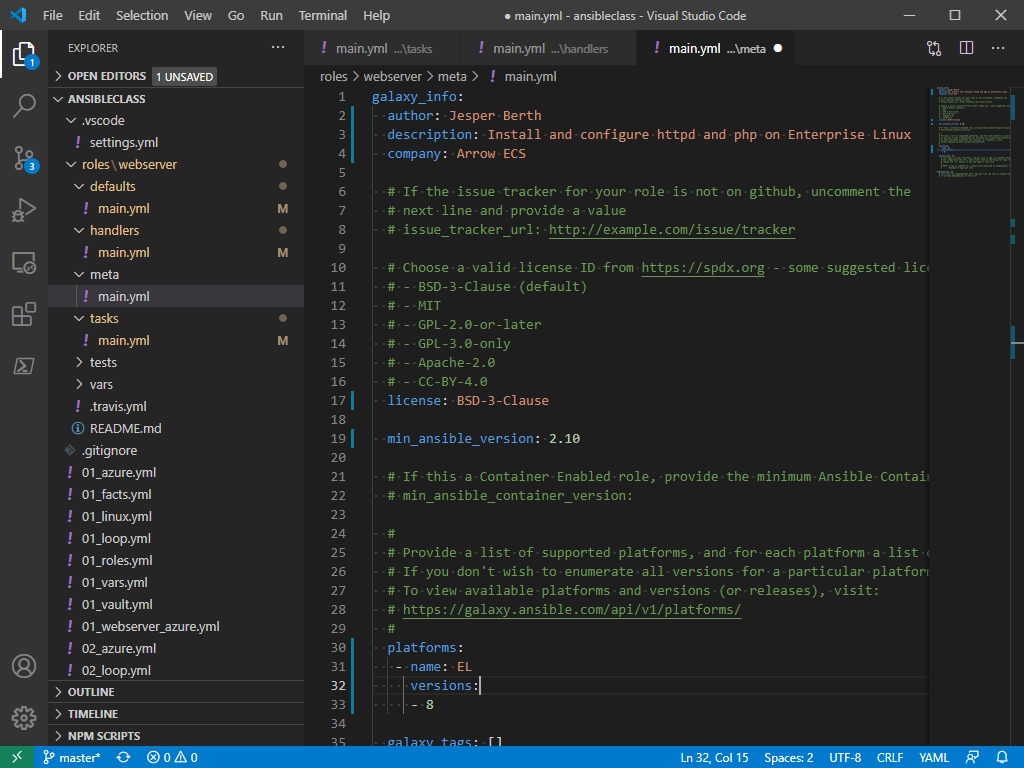 File Edit Selection View Go Run Terminal Help
● main.yml - ansibleclass - Visual Studio Code
EXPLORER
OPEN EDITORS 1 UNSAVED
ANSIBLECLASS
.vscode
! settings.yml
roles\webserver
defaults
! main.yml M
handlers
! main.yml M
meta
! main.yml
tasks
! main.yml M
tests
vars
! .travis.yml
README.md
.gitignore
! 01_azure.yml
! 01_facts.yml
! 01_linux.yml
! 01_loop.yml
! 01_roles.yml
! 01_vars.yml
! 01_vault.yml
! 01_webserver_azure.yml
! 02_azure.yml
! 02_loop.yml
OUTLINE
TIMELINE
NPM SCRIPTS
1
3
! main.yml ...\tasks
! main.yml ...\handlers
! main.yml ...\meta ●
roles > webserver > meta > ! main.yml
1 galaxy_info:
2 author: Jesper Berth
3 description: Install and configure httpd and php on Enterprise Linux
4 company: Arrow ECS
5
6 # If the issue tracker for your role is not on github, uncomment the
7 # next line and provide a value
8 # issue_tracker_url: http://example.com/issue/tracker
9
10 # Choose a valid license ID from https://spdx.org - some suggested lic
11 # - BSD-3-Clause (default)
12 # - MIT
13 # - GPL-2.0-or-later
14 # - GPL-3.0-only
15 # - Apache-2.0
16 # - CC-BY-4.0
17 license: BSD-3-Clause
18
19 min_ansible_version: 2.10
20
21 # If this a Container Enabled role, provide the minimum Ansible Contai
22 # min_ansible_container_version:
23
24 #
25 # Provide a list of supported platforms, and for each platform a list
26 # If you don't wish to enumerate all versions for a particular platfor
27 # To view available platforms and versions (or releases), visit:
28 # https://galaxy.ansible.com/api/v1/platforms/
29 #
30 platforms:
31 - name: EL
32 versions:
33 - 8
34
35 galaxy_tags: []
master* 0 0 Ln 32, Col 15 Spaces: 2 UTF-8 CRLF YAML